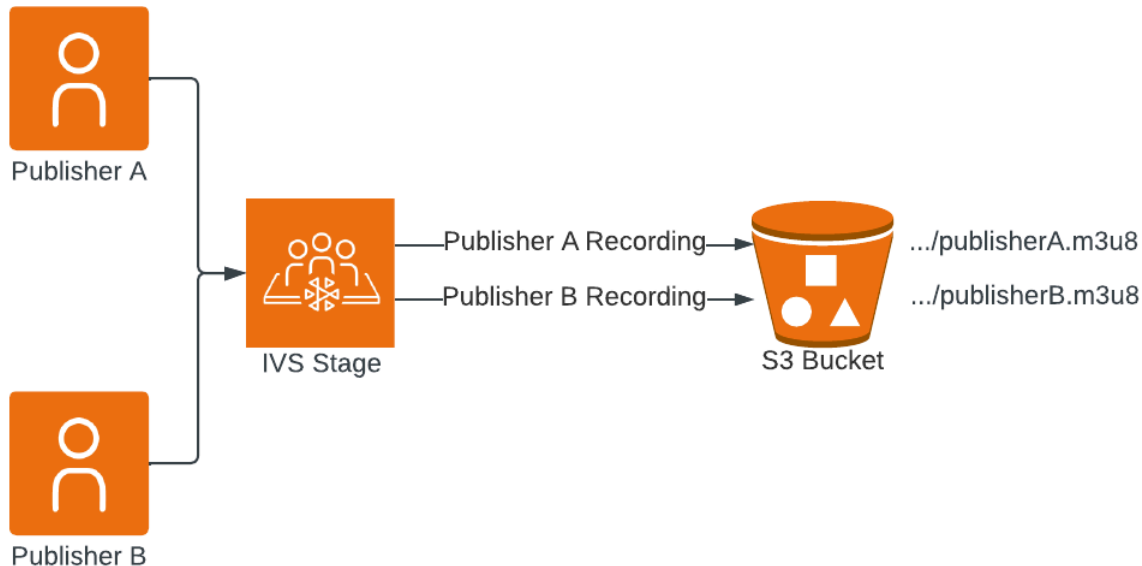 Publisher A
Publisher A Recording
.../publisherA.m3u8
Publisher B Recording
.../publisherB.m3u8
IVS Stage
S3 Bucket
Publisher B